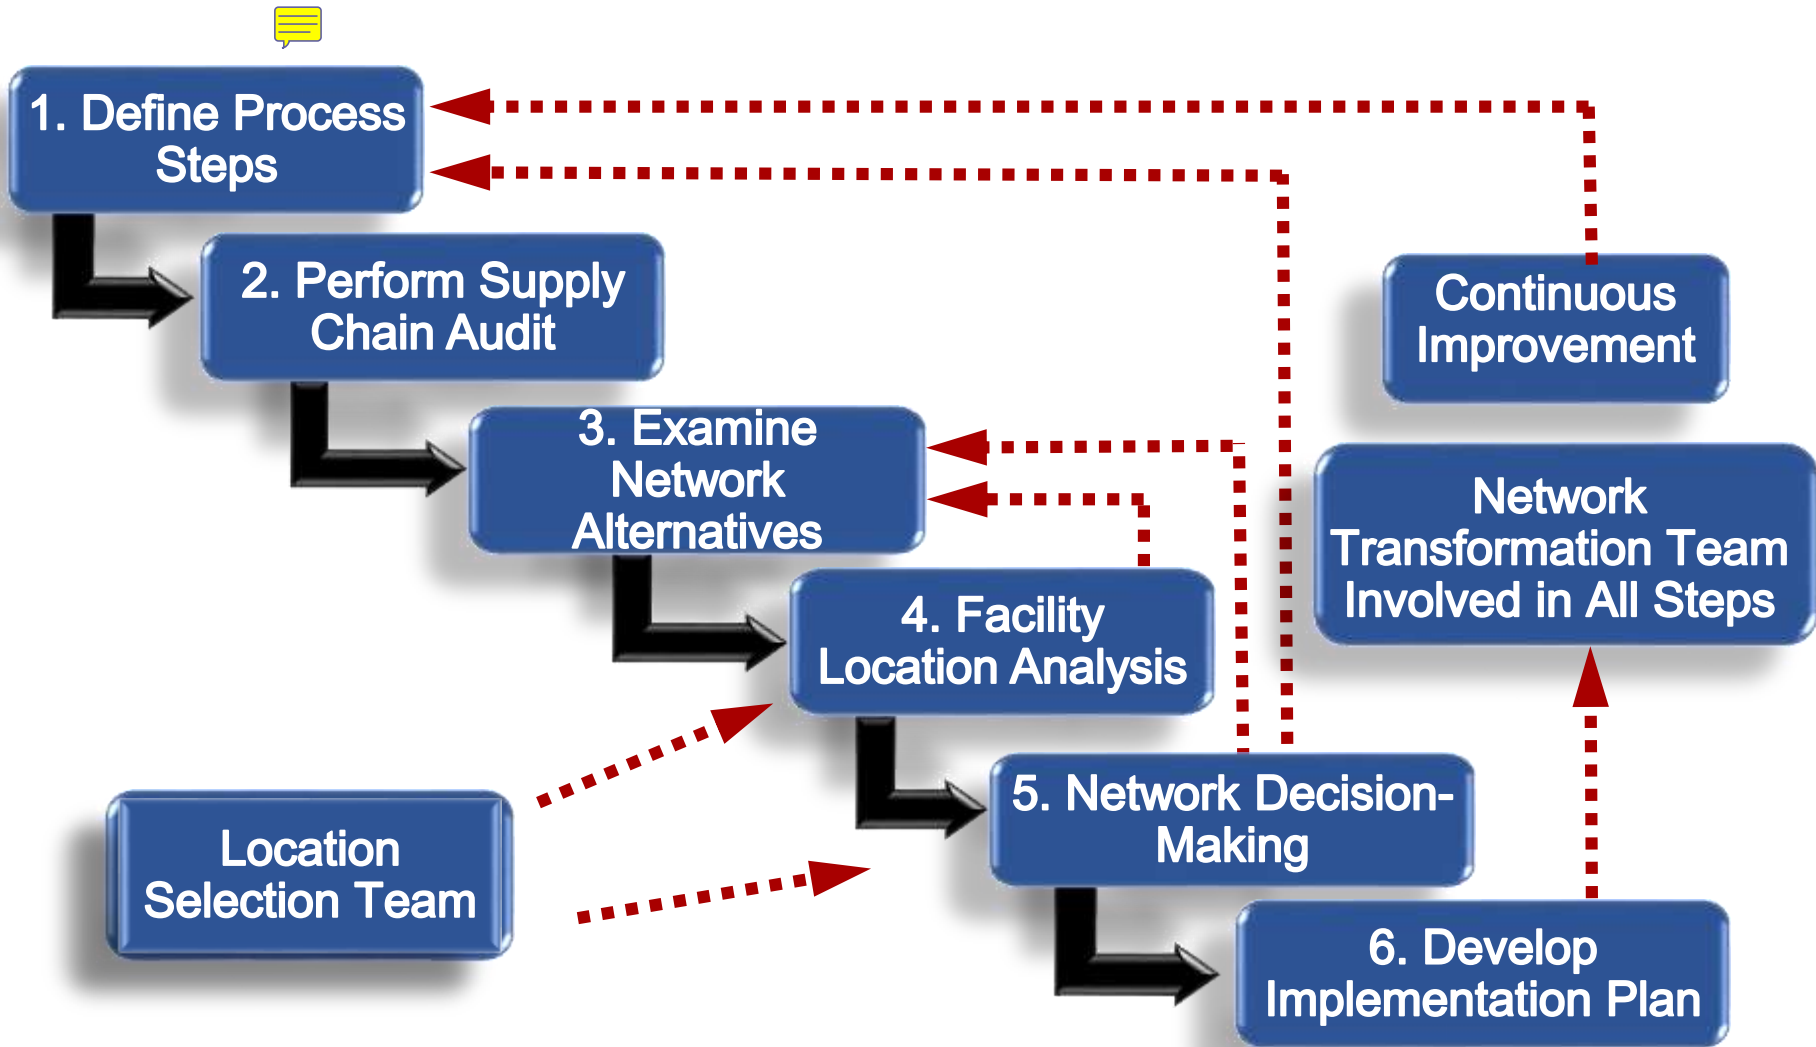 1. Define Process
Steps
2. Perform Supply
Chain Audit
Continuous
Improvement
3. Examine
Network
Alternatives
Network
Transformation Team
Involved in All Steps
4. Facility
Location Analysis
5. Network Decision-
Making
Location
Selection Team
6. Develop
Implementation Plan